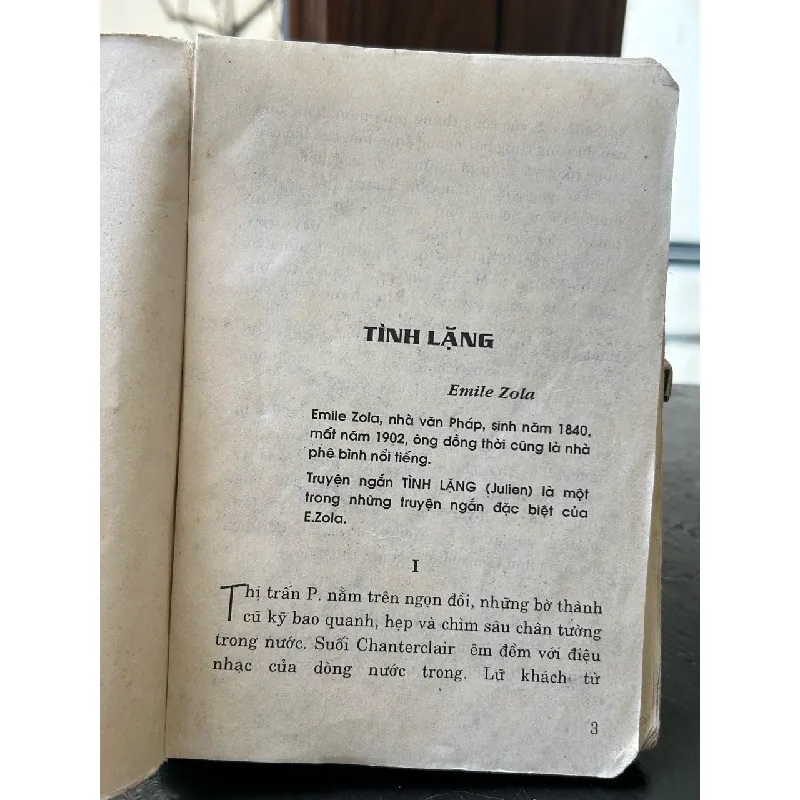 TÌNH LẶNG
Emile Zola
Emile Zola, nhà văn Pháp, sinh năm 1840,
mất năm 1902, ông đồng thời cũng là nhà
phê bình nổi tiếng.
Truyện ngắn TÌNH LẶNG (Julien) là một
trong những truyện ngắn đặc biệt của
E.Zola.
I
Thị trấn P. nằm trên ngọn đồi, những bờ thành
cũ kỹ bao quanh, hẹp và chìm sâu chân tường
trong nước. Suối Chanterclair êm đềm với điệu
nhạc của dòng nước trong. Lữ khách từ
3